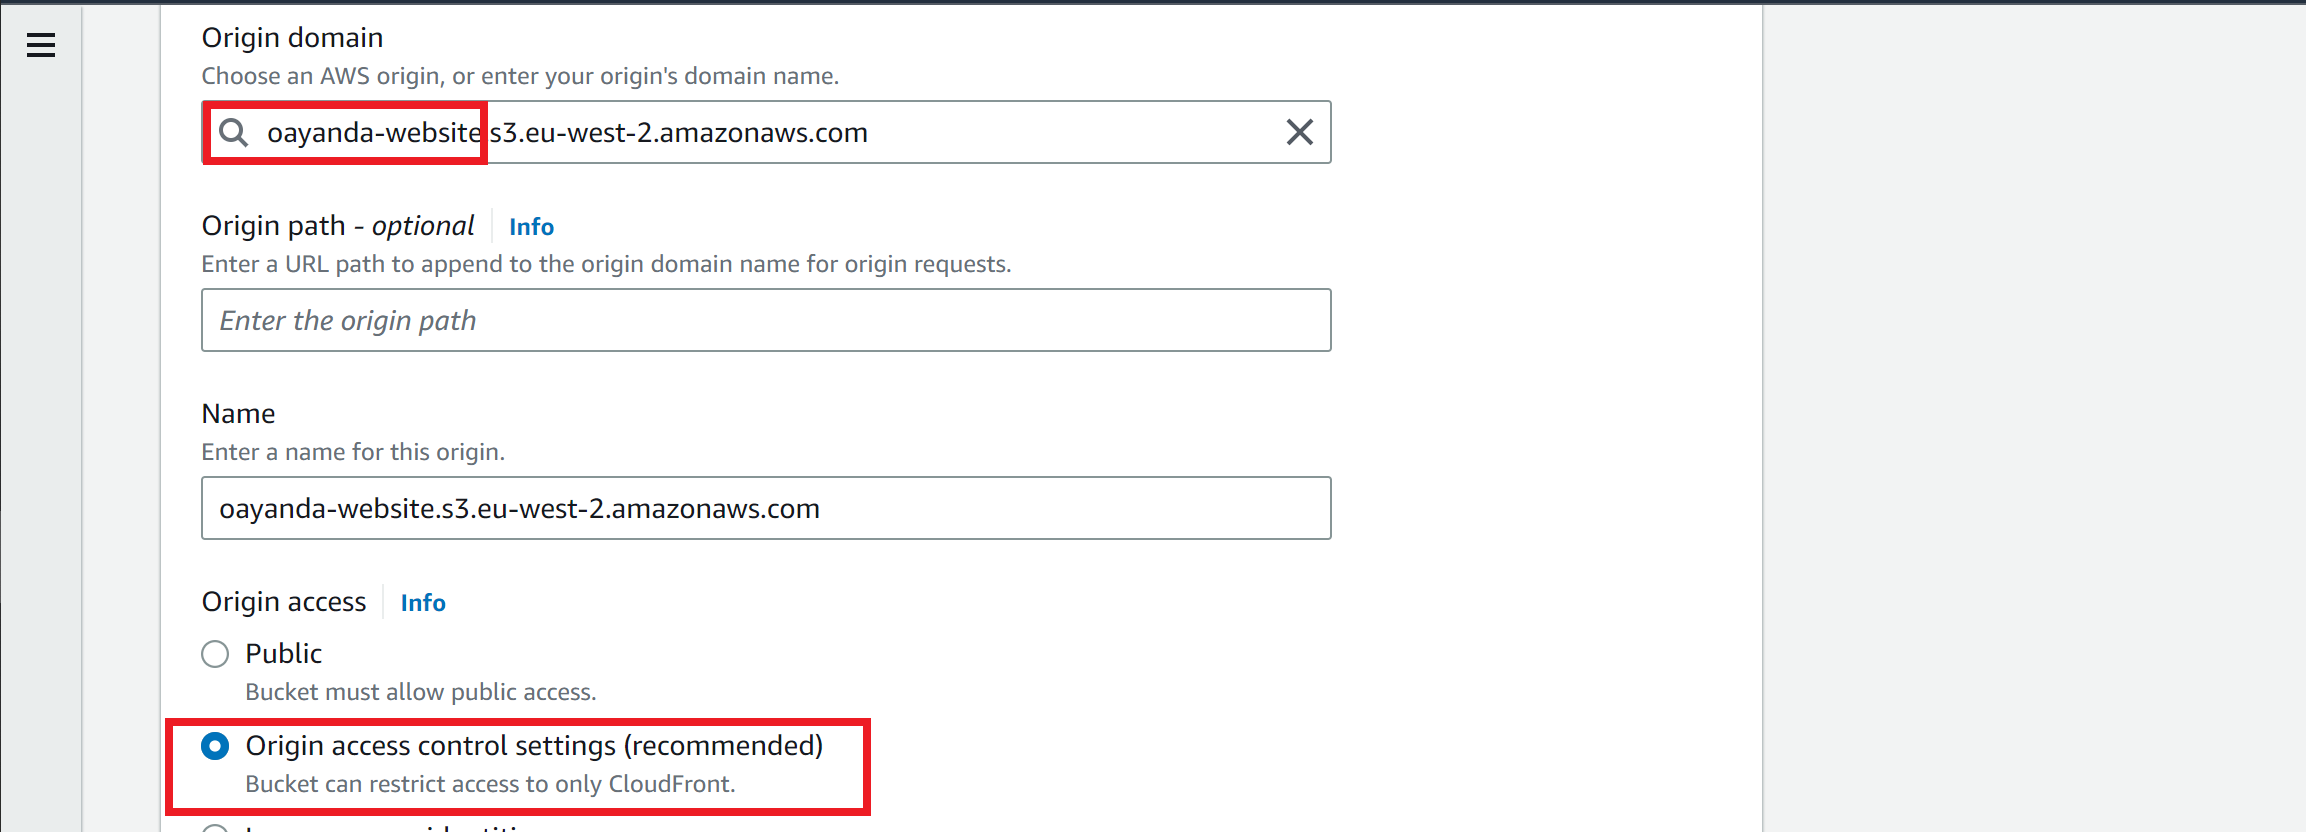 Origin domain
Choose an AWS origin, or enter your origin's domain name.
oayanda-website.s3.eu-west-2.amazonaws.com
Origin path - optional Info
Enter a URL path to append to the origin domain name for origin requests.
Enter the origin path
Name
Enter a name for this origin.
oayanda-website.s3.eu-west-2.amazonaws.com
Origin access Info
Public
Bucket must allow public access.
Origin access control settings (recommended)
Bucket can restrict access to only CloudFront.